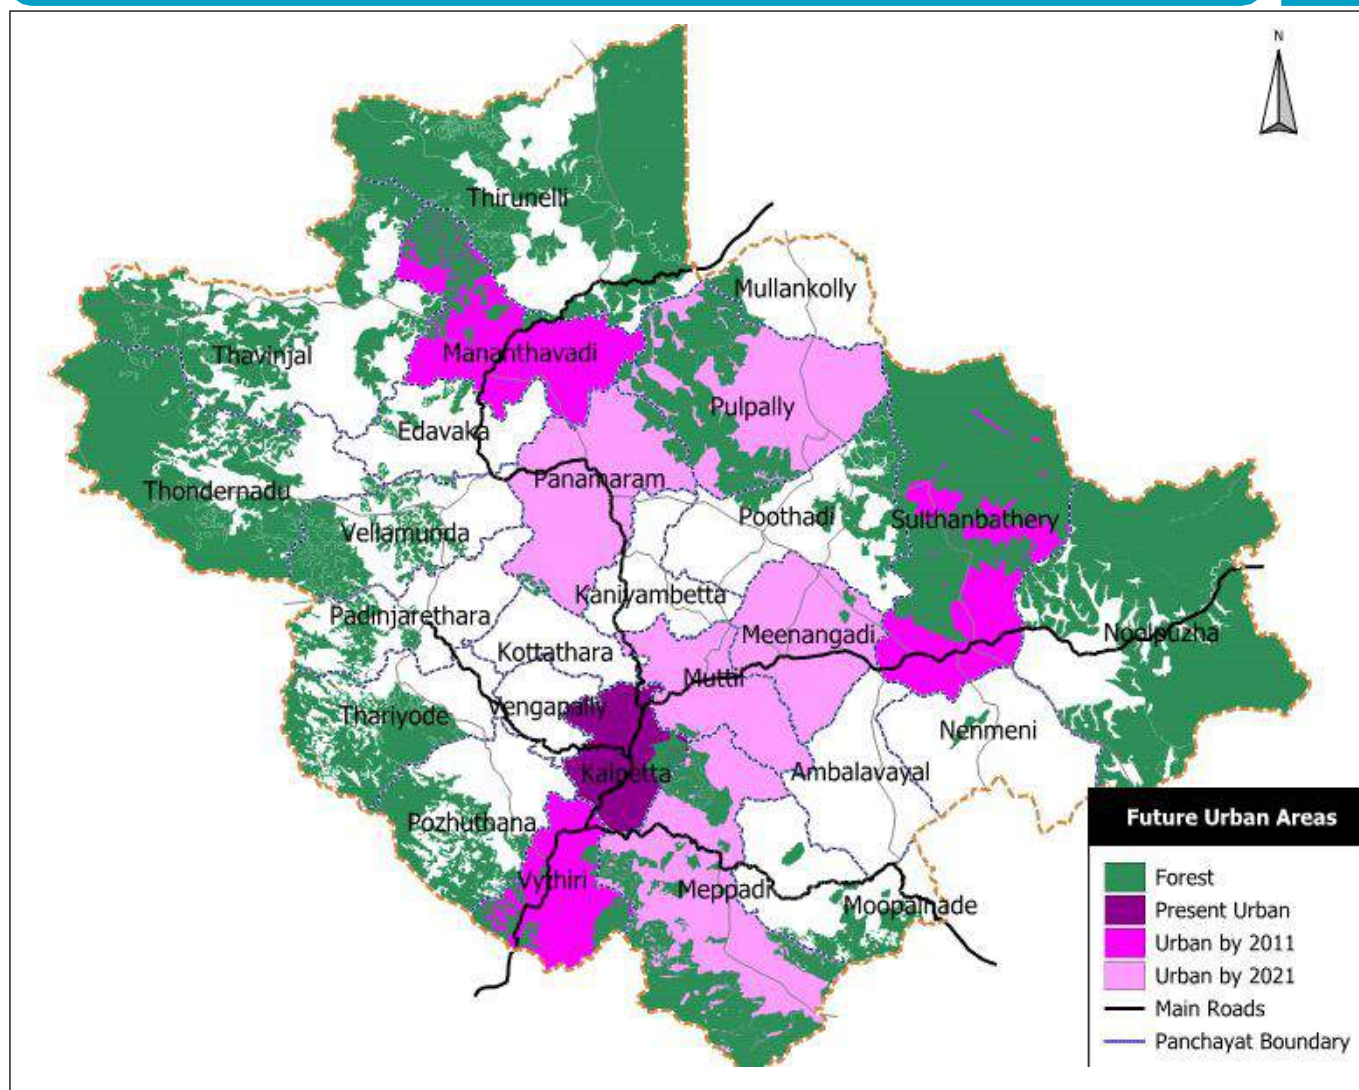 N
Thirunelli
Mullankolly
Mananthavadi
Thavinjal
Pulpally
Edavaka
Panamaram
Thondernadu
Poothadi
Sulthanbathery
Vellamunda
Kaniyambetta
Padinjarethara
Meenangadi
Noolpuzha
Kottathara
Muttil
Vengapally
Thariyode
Nenmeni
Kalpetta
Ambalavayal
Pozhuthana
Vythiri
Meppadi
Moopainade
Future Urban Areas
Forest
Present Urban
Urban by 2011
Urban by 2021
Main Roads
Panchayat Boundary